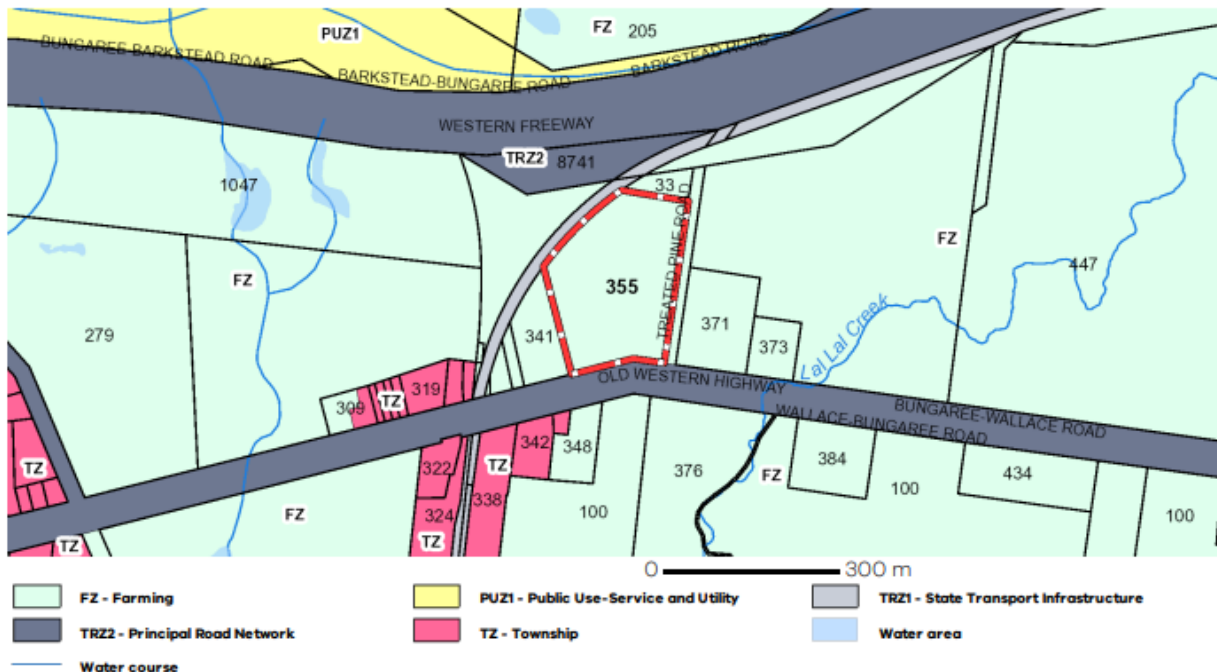 PUZ1
FZ
205
BUNGAREE-BARKSTEAD ROAD
BARKSTEAD-BUNGAREE ROAD
BARKSTEAD ROAD
WESTERN FREEWAY
TRZ2
8741
1047
33
TREATED PINE ROAD
FZ
FZ
447
279
355
341
371
373
Lal Lal Creek
OLD WESTERN HIGHWAY
BUNGAREE-WALLACE ROAD
WALLACE-BUNGAREE ROAD
309
TZ
319
322
TZ
342
348
376
FZ
384
100
434
100
TZ
324
338
100
FZ
TZ
TZ
0 300 m
FZ - Farming
PUZ1 - Public Use-Service and Utility
TRZ1 - State Transport Infrastructure
TRZ2 - Principal Road Network
TZ - Township
Water area
Water course